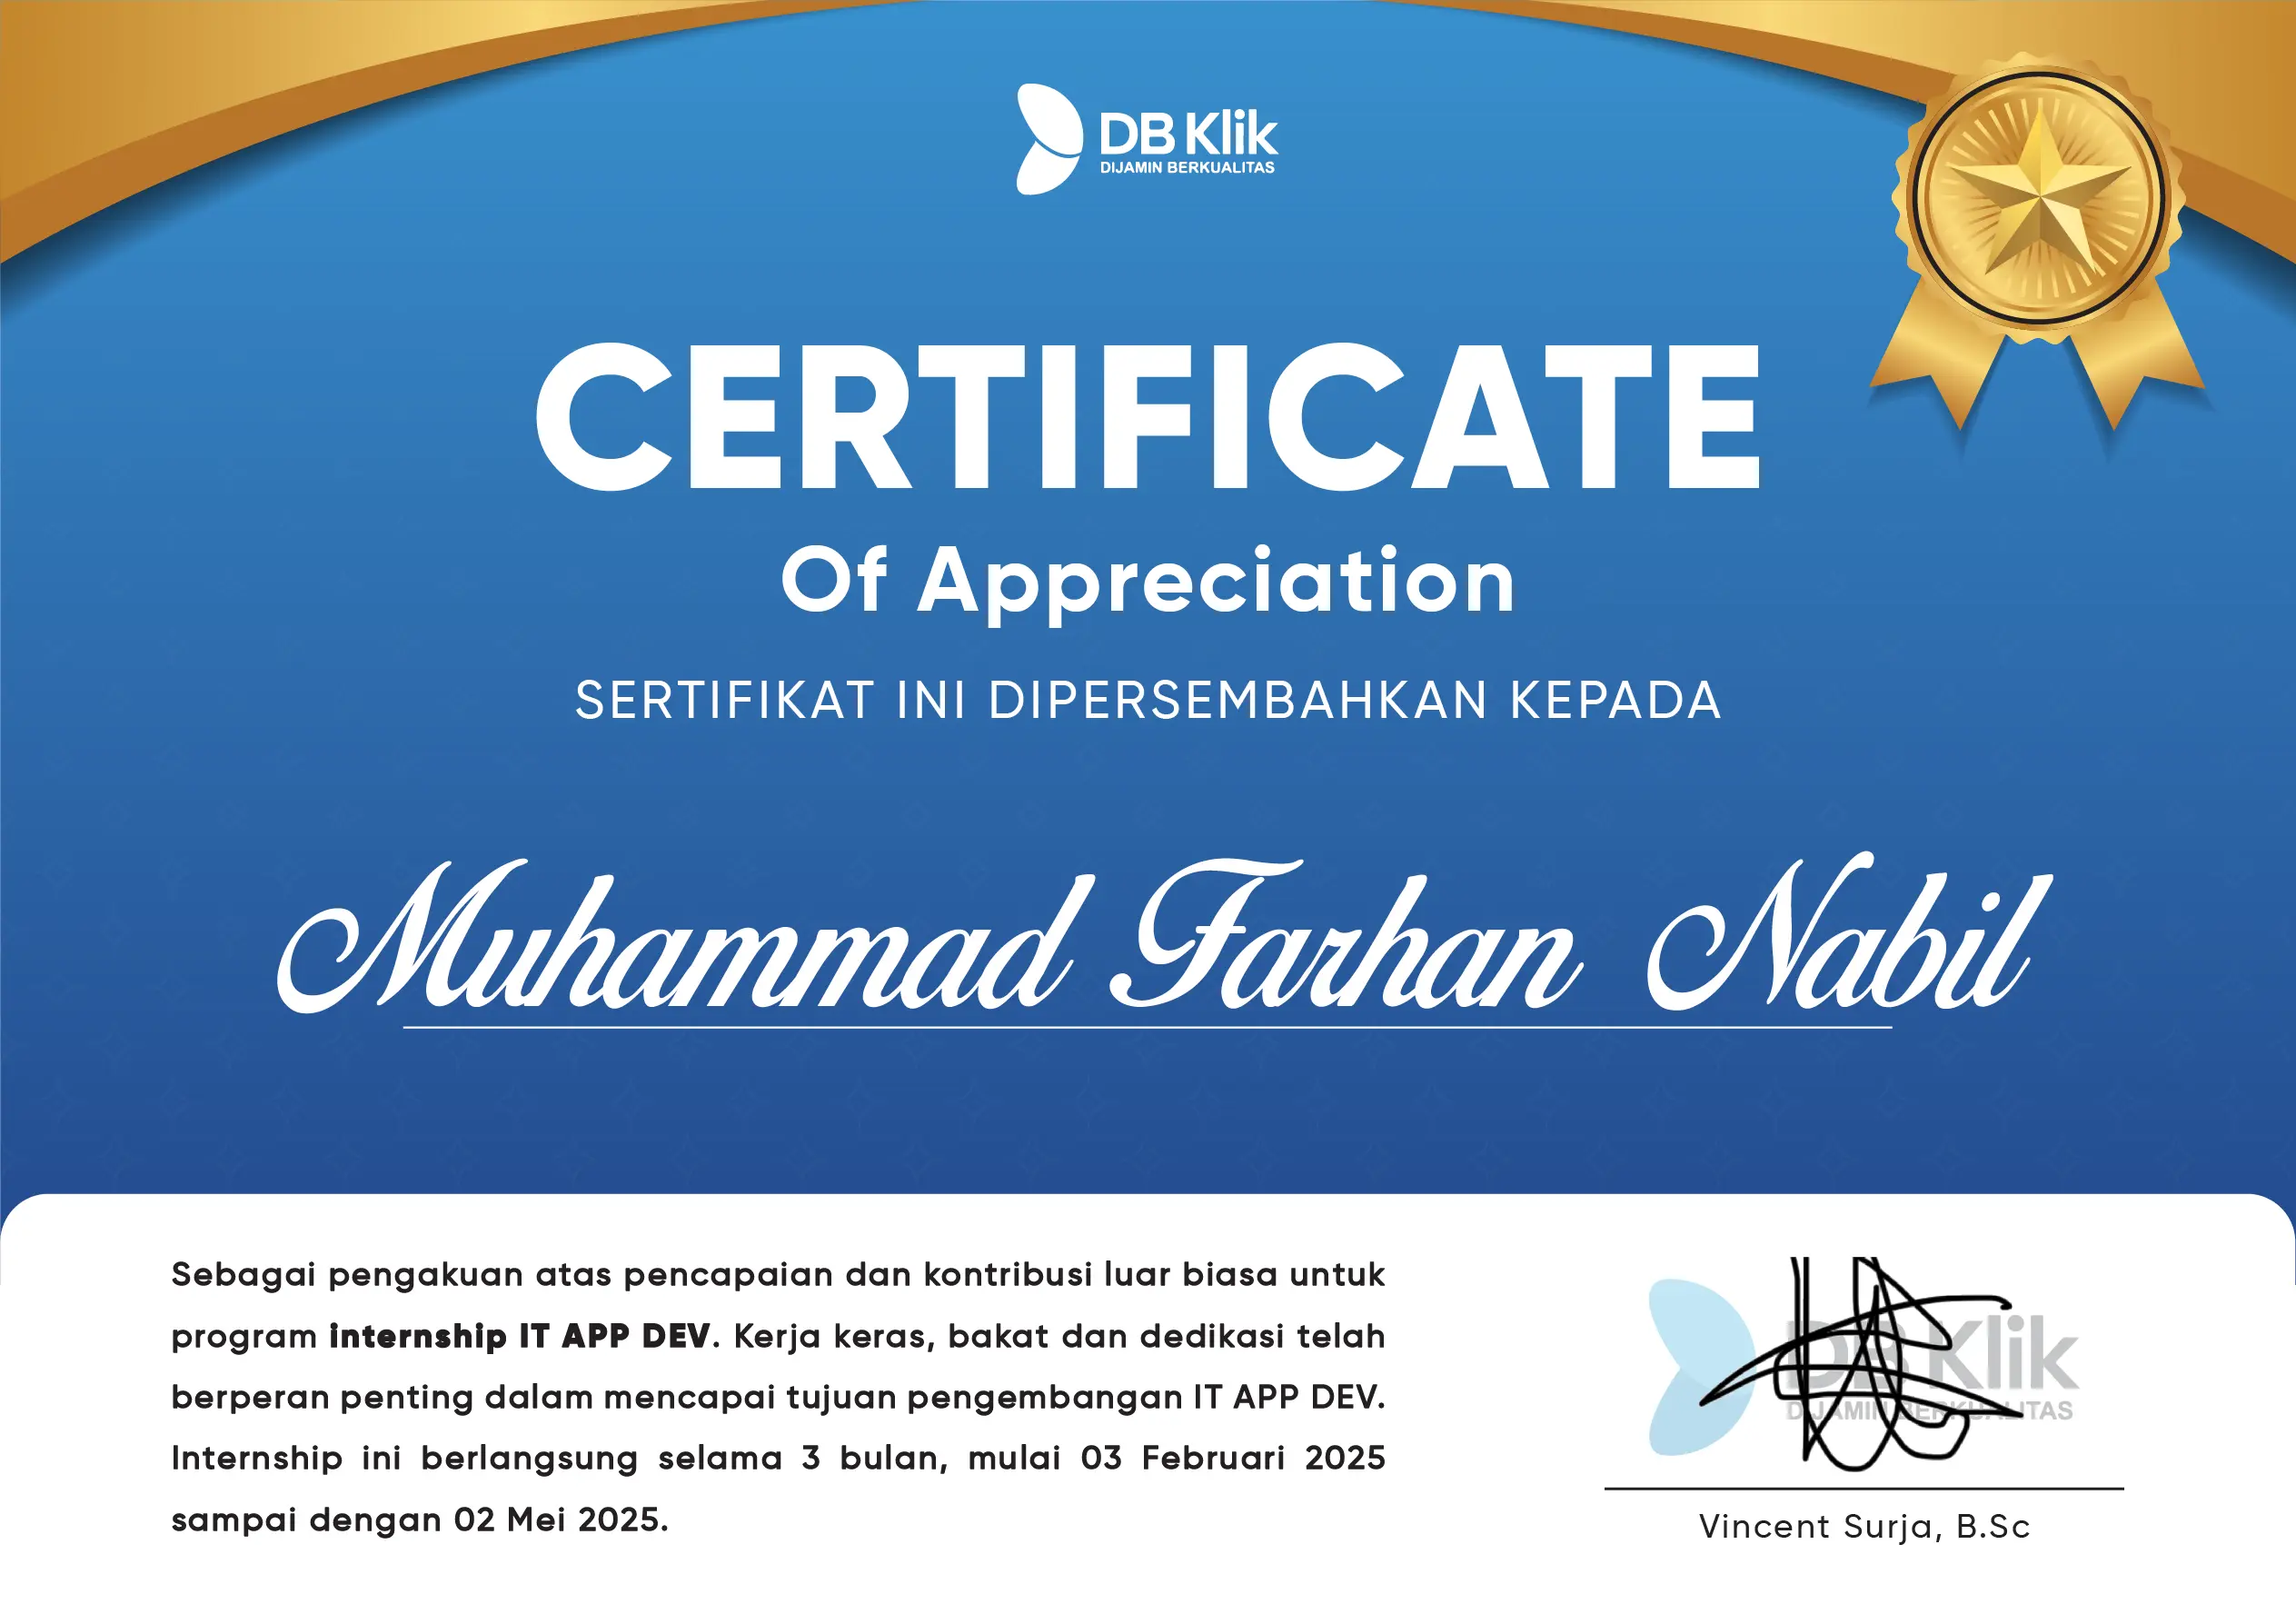 DB Klik
DIJAMIN BERKUALITAS
CERTIFICATE
Of Appreciation
SERTIFIKAT INI DIPERSEMBAHKAN KEPADA
Muhammad Farhan Nabil
Sebagai pengakuan atas pencapaian dan kontribusi luar biasa untuk
program internship IT APP DEV. Kerja keras, bakat dan dedikasi telah
berperan penting dalam mencapai tujuan pengembangan IT APP DEV.
Internship ini berlangsung selama 3 bulan, mulai 03 Februari 2025
sampai dengan 02 Mei 2025.
DB Klik
DIJAMIN BERKUALITAS
Vincent Surja, B.Sc